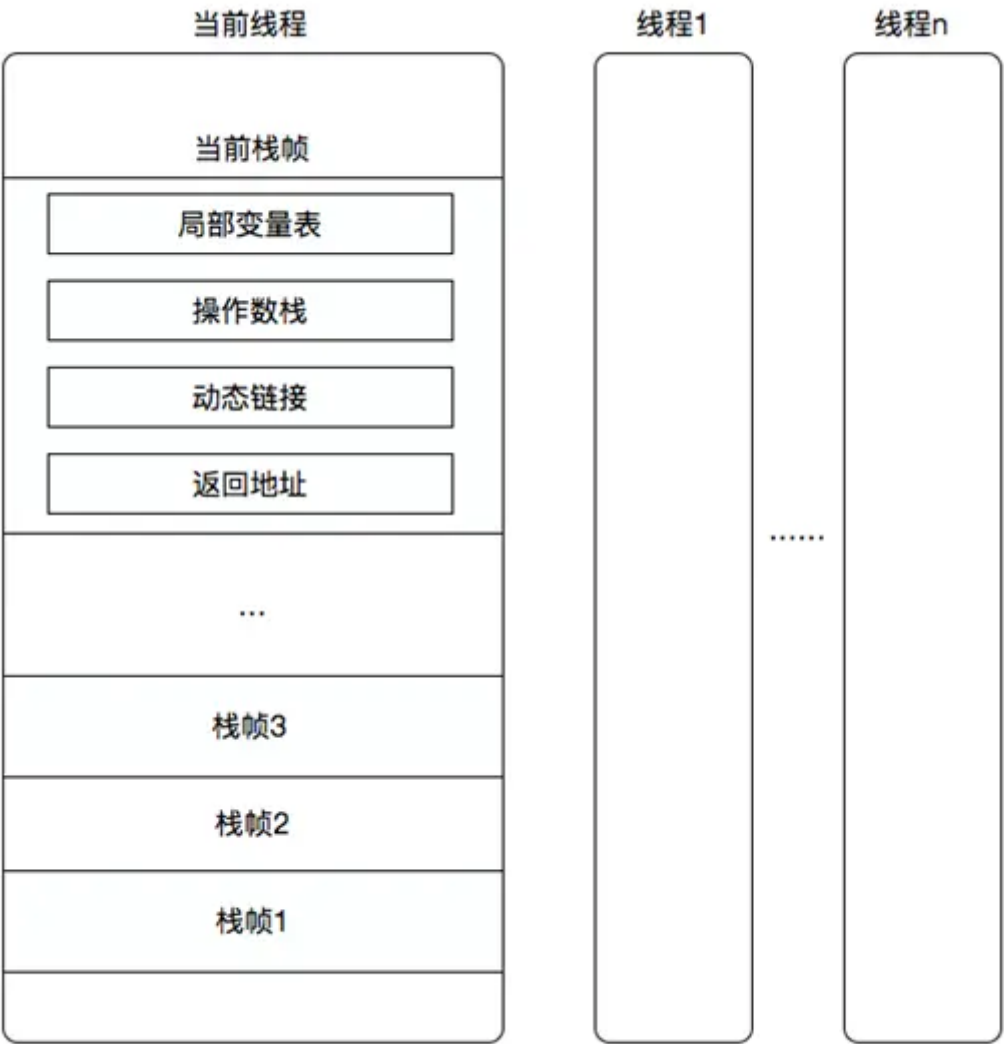 当前线程
线程1
线程n
当前栈帧
局部变量表
操作数栈
动态链接
返回地址
......
...
栈帧3
栈帧2
栈帧1